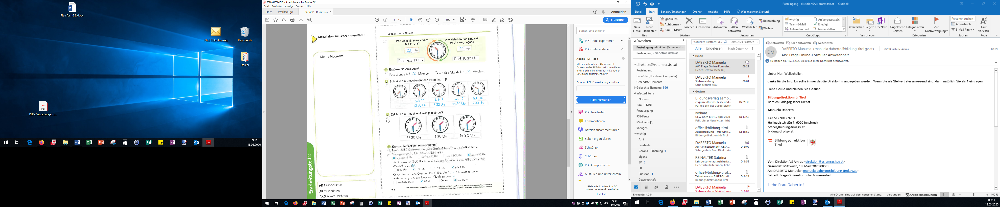 Plan für 16.3..docx
Pfad Sokrates.msg
Papierkorb
Daniel
KUF-Auszahlungen.p...
09:11
18.03.2020
20200318084716.pdf - Adobe Acrobat Reader DC
Datei Bearbeiten Anzeige Fenster Hilfe
Start Werkzeuge 20200318084716.... × Anmelden
2 / 2 125% Freigeben
Materialien für LehrerInnen Blatt 26
Meine Notizen:
Erarbeitungsteil 2
AK 1 Modellieren
AK 2 Operieren
AK 3 Kommunizieren
Uhrzeit: halbe Stunde
Wie viele Minuten sind es
bis 11 Uhr?
30 min
Es ist halb 11 Uhr.
Wie viele Minuten sind seit
10 Uhr vergangen?
30 min
Es ist 10:30 Uhr.
1 Ergänze die Aussagen!
Eine Stunde hat 60 Minuten. Eine halbe Stunde hat 30 Minuten.
2 Schreibe die Uhrzeiten für den Vormittag auf!
halb 11 halb 9 halb 12 halb 10
10:30 Uhr 8:30 Uhr 11:30 Uhr 9:30 Uhr
3 Zeichne die Uhrzeit ein! Was fällt dir auf?
13:30 Uhr 1:30 Uhr halb 2 Uhr
4 Kreuze die richtigen Antworten an!
Lise bastelt 3 Geschenke. Für jedes Geschenk braucht sie eine halbe Stunde.
Sie beginnt um 10 Uhr. Wann ist Lise fertig?
x um halb 12 Uhr um halb 11 Uhr um 12:00 Uhr x um 11:30 Uhr
Martin muss um 8:00 Uhr in der Schule sein. Er hat noch eine halbe Stunde Zeit.
Wie spät ist es jetzt?
8:30 Uhr x 7:30 Uhr 19:30 Uhr x halb 8 Uhr
Christo besucht seine Oma um 14:30 Uhr. Um 15:30 Uhr muss er wieder
nach Hause gehen. Wie lange war Christo zu Besuch?
eine halbe Stunde x 60 min 30 min x eine Stunde
102
Suchen 'Linie zeichnen'
PDF-Datei exportieren
PDF-Datei erstellen
Adobe PDF Pack
Mit einem bezahlten Abonnement
Dateien in das PDF-Format konvertieren
und sie schnell und einfach mit anderen
Dateitypen zusammenführen
Datei zur PDF-Konvertierung auswählen
Datei auswählen
PDF bearbeiten
Kommentieren
Dateien zusammenführen
Seiten organisieren
Schwärzen
Schützen
PDF komprimieren
Ausfüllen und unterschreib...
PDFs mit Acrobat Pro DC
konvertieren und bearbeiten
Test starten
09:11
18.03.2020
Posteingang - direktion@vs-amras.tsn.at - Outlook
Datei Start Senden/Empfangen Ordner Ansicht Hilfe Was möchten Sie tun?
Neue E-Mail
Neue Elemente
Neu
Ignorieren
Aufräumen
Junk-E-Mail
Löschen Archivieren
Löschen
Antworten Allen antworten Weiterleiten
Besprechung
Weitere
Antworten
wichtig
Team-E-Mail
Antworten und...
An Vorgesetzte(n)
Erledigt
Neu erstellen
QuickSteps
Verschieben Regeln OneNote
Verschieben
Ungelesen/ Gelesen
Kategorisieren
Zur Nachverfolgung
Kategorien
Personen suchen
Adressbuch
E-Mail filtern
Suchen
Laut vorlesen
Rede
Favoriten
Posteingang - direktion@vs-amras.ts...
Posteingang - mon.strobl@tsn.at
direktion@vs-amras.tsn.at
Posteingang
Entwürfe (Nur dieser Computer)
Gesendete Elemente
Gelöschte Elemente 360
Infected Items
Notizen
Junk-E-Mail
Postausgang
RSS-Feeds
RSS-Feeds [1]
Vorlagen
wichtig
Amt
bearbeitet
Corona - Erhebung 1
eigene
EV 5
FB
Für Moni 1
Gewerkschaft
Elemente: 4.284
"Aktuelles Postfach" d... Aktuelles Postfach
Alle Ungelesen Nach Datum
Heute
DABERTO Manuela
AW: Frage Online-Formular... 08:29
Lieber Herr Wellscheller,
DABERTO Manuela
Statusmeldung 08:01
Sehr geehrte Frau
Gestern
Bildungsverlag Lemb...
eSquirrel-Kurs zu Lese- und... Di 21:30
Für die Zeit des ausgesetzten
ivohaas
UEW noch bis 10. April 2020 Di 17:50
Falls dieser Newsletter nicht
office@bildung-tirol....
Ausschreibung: - mit Wirks... Di 16:59
Bildungsdirektion für Tirol
DABERTO Manuela
Aufnahmesitzungen ABSA... Di 9:09
Sehr geehrte Frau Direktorin!
REINALTER Sabrina
Lehrpersonenauswahlverfa... Di 8:59
Liebe Schulleiterinnen, liebe
office@bildung-tirol....
Teilnahme von BAfEP-Schül... Di 8:24
Bildungsdirektion für Tirol
DABERTO Manuela
Statusmeldung SchülerInnen Di 8:07
Antworten Allen antworten Weiterleiten
DM
DABERTO Manuela <manuela.daberto@bildung-tirol.gv.at> #Volksschule Amras 08:29
AW: Frage Online-Formular Anwesenheit
Sie haben am 18.03.2020 08:30 auf diese Nachricht geantwortet.
Lieber Herr Wellscheller,
danke für die Info. Es sollte immer der/die DirektorInn angegeben werden. Wenn Sie als Stellvertreter anwesend sind, dann natürlich Sie als 1 eintragen.
Liebe Grüße und bleiben Sie Gesund,
Bildungsdirektion für Tirol
Bereich Pädagogischer Dienst
Manuela Daberto
+43 512 9012 9291
Heiliggeiststraße 7, 6020 Innsbruck
office@bildung-tirol.gv.at
bildung-tirol.gv.at
Bildungsdirektion
Tirol
Von: Direktion VS Amras <direktion@vs-amras.tsn.at>
Gesendet: Mittwoch, 18. März 2020 08:20
An: DABERTO Manuela <manuela.daberto@bildung-tirol.gv.at>
Betreff: Frage Online-Formular Anwesenheit
Liebe Frau Daberto!
Alle Ordner sind auf dem neuesten Stand. Verbunden Anzeigeeinstellungen 100 %
09:11
18.03.2020